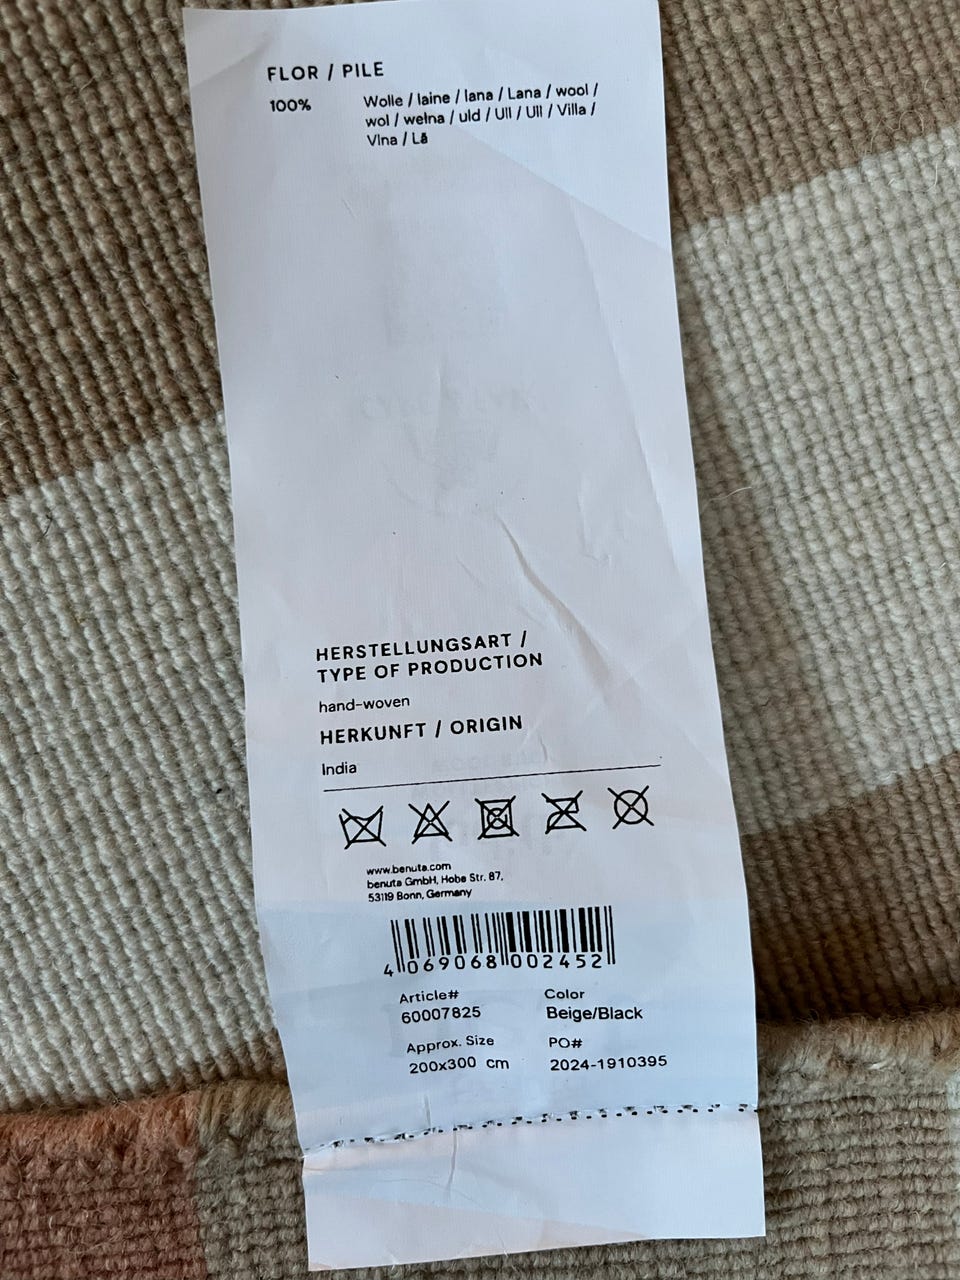 FLOR / PILE
100% Wolle / laine / lana / Lana / wool /
wol / wełna / uld / Ull / Ull / Villa /
Vlna / Lã
HERSTELLUNGSART /
TYPE OF PRODUCTION
hand-woven
HERKUNFT / ORIGIN
India
www.benuta.com
benuta GmbH, Hohe Str. 87,
53119 Bonn, Germany
4 069068 002452
Article# Color
60007825 Beige/Black
Approx. Size PO#
200x300 cm 2024-1910395